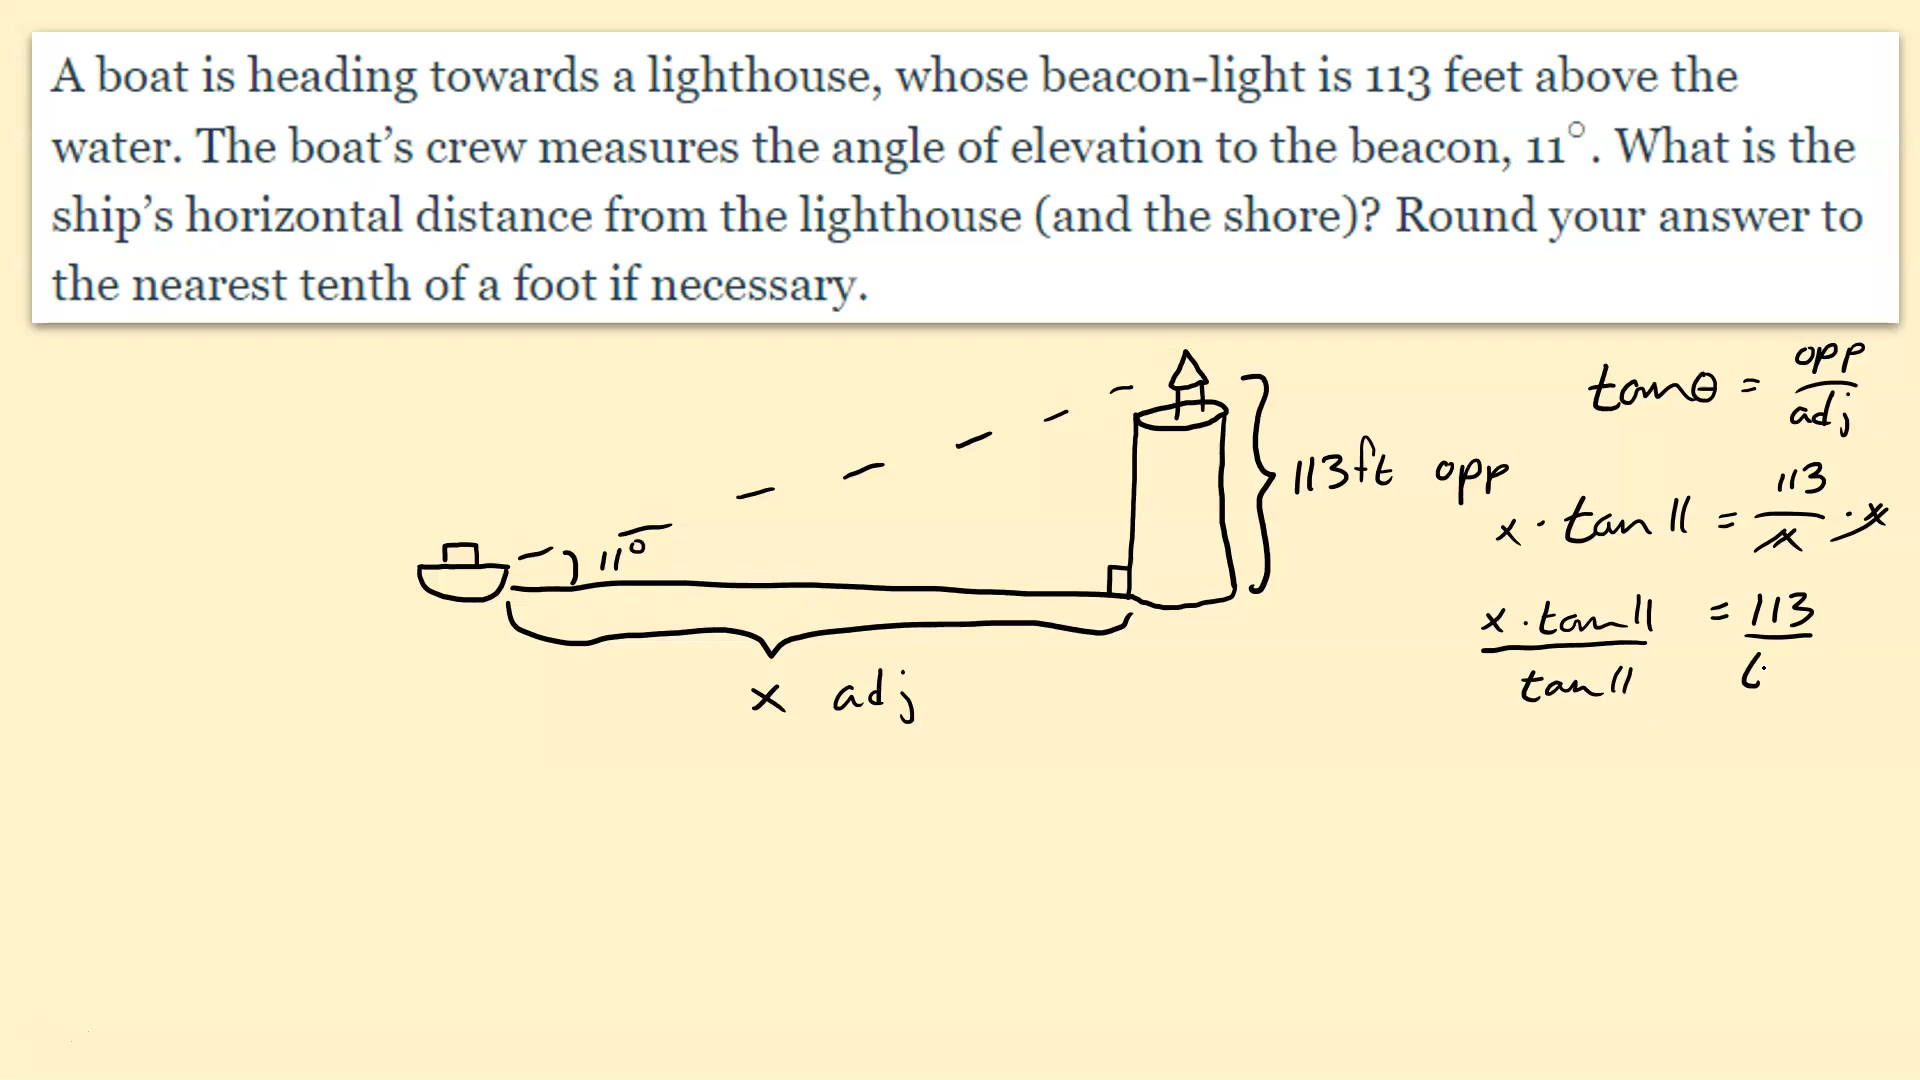 A boat is heading towards a lighthouse, whose beacon-light is 113 feet above the
water. The boat's crew measures the angle of elevation to the beacon, 11°. What is the
ship's horizontal distance from the lighthouse (and the shore)? Round your answer to
the nearest tenth of a foot if necessary.
tanθ = opp/adj
113ft opp
x · tan 11 = 113/x · x
11°
x · tan 11 / tan 11 = 113/
x adj